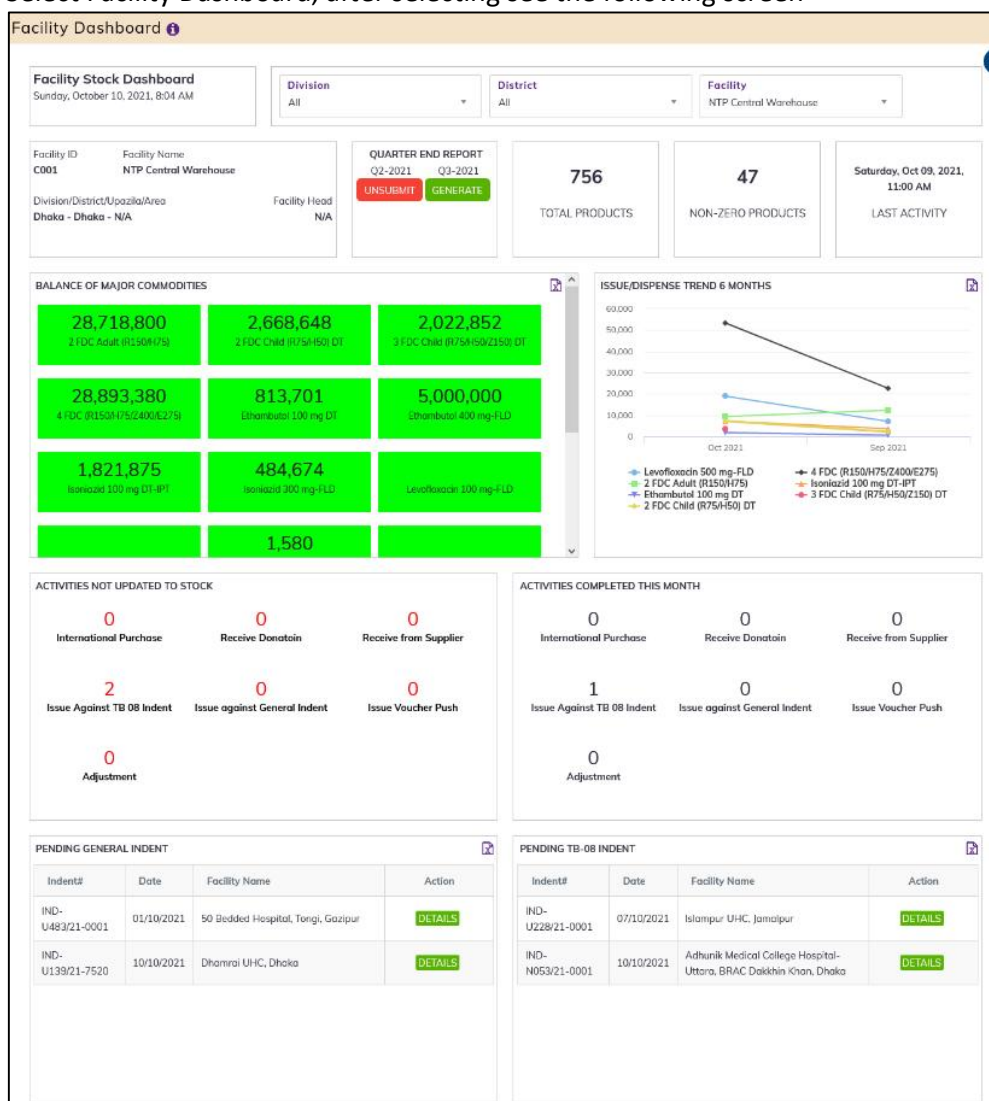 Select Facility Dashboard, after selecting see the following screen
Facility Dashboard
Facility Stock Dashboard
Sunday, October 10, 2021, 8:04 AM
Division
All
District
All
Facility
NTP Central Warehouse
Facility ID Facility Name
C001 NTP Central Warehouse
Division/District/Upazila/Area Facility Head
Dhaka - Dhaka - N/A N/A
QUARTER END REPORT
Q2-2021 Q3-2021
UNSUBMIT GENERATE
756
TOTAL PRODUCTS
47
NON-ZERO PRODUCTS
Saturday, Oct 09, 2021,
11:00 AM
LAST ACTIVITY
BALANCE OF MAJOR COMMODITIES
28,718,800 2,668,648 2,022,852
2 FDC Adult (R150/H75) 2 FDC Child (R75/H50) DT 3 FDC Child (R75/H50/Z150) DT
28,893,380 813,701 5,000,000
4 FDC (R150/H75/Z400/E275) Ethambutol 100 mg DT Ethambutol 400 mg-FLD
1,821,875 484,674
Isoniazid 100 mg DT-IPT Isoniazid 300 mg-FLD Levofloxacin 100 mg-FLD
1,580
ISSUE/DISPENSE TREND 6 MONTHS
60,000
50,000
40,000
30,000
20,000
10,000
0
Oct 2021 Sep 2021
Levofloxacin 500 mg-FLD 4 FDC (R150/H75/Z400/E275)
2 FDC Adult (R150/H75) Isoniazid 100 mg DT-IPT
Ethambutol 100 mg DT 3 FDC Child (R75/H50/Z150) DT
2 FDC Child (R75/H50) DT
ACTIVITIES NOT UPDATED TO STOCK
0 0 0
International Purchase Receive Donatoin Receive from Supplier
2 0 0
Issue Against TB 08 Indent Issue against General Indent Issue Voucher Push
0
Adjustment
ACTIVITIES COMPLETED THIS MONTH
0 0 0
International Purchase Receive Donatoin Receive from Supplier
1 0 0
Issue Against TB 08 Indent Issue against General Indent Issue Voucher Push
0
Adjustment
PENDING GENERAL INDENT
Indent# Date Facility Name Action
IND-
U483/21-0001 01/10/2021 50 Bedded Hospital, Tongi, Gazipur DETAILS
IND-
U139/21-7520 10/10/2021 Dhamrai UHC, Dhaka DETAILS
PENDING TB-08 INDENT
Indent# Date Facility Name Action
IND-
U228/21-0001 07/10/2021 Islampur UHC, Jamalpur DETAILS
IND-
N053/21-0001 10/10/2021 Adhunik Medical College Hospital-
Uttara, BRAC Dakkhin Khan, Dhaka DETAILS